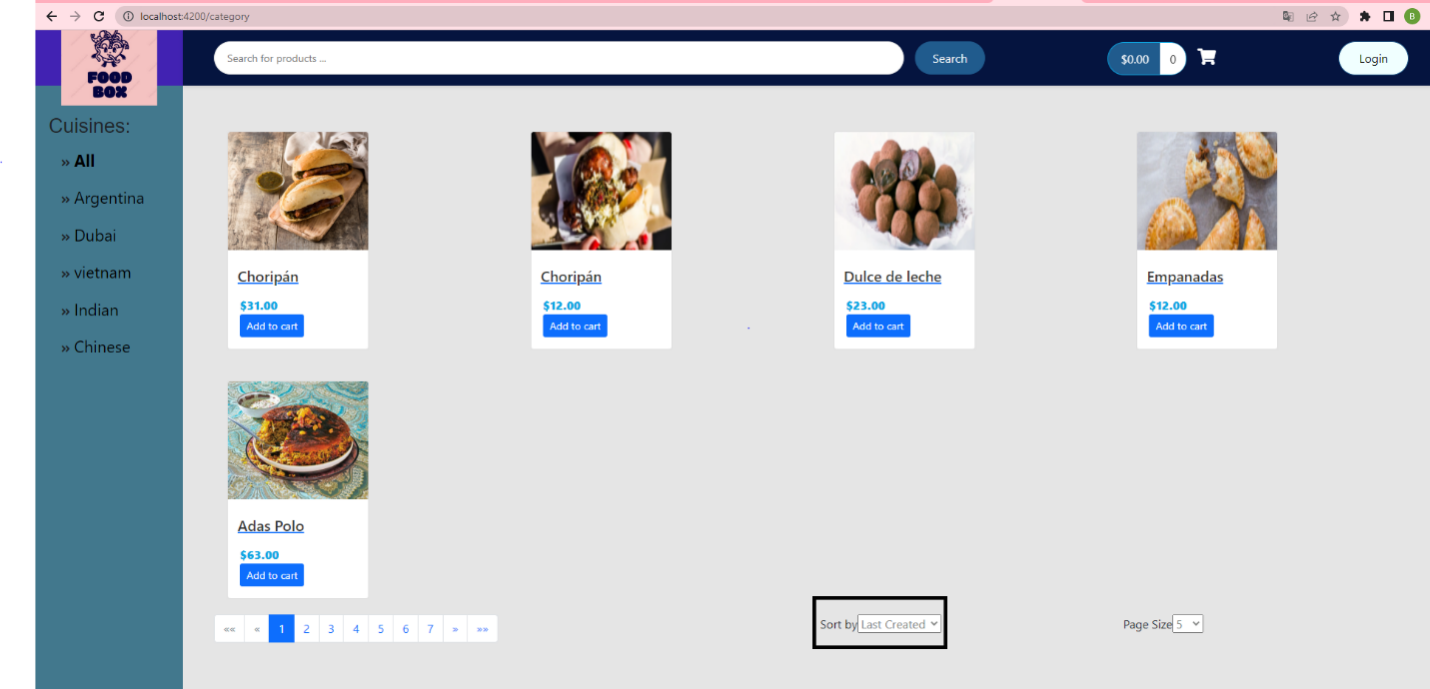 localhost:4200/category
B
FOOD
BOX
Search for products ...
Search
$0.00 0
Login
Cuisines:
» All
» Argentina
» Dubai
» vietnam
» Indian
» Chinese
Choripán
$31.00
Add to cart
Choripán
$12.00
Add to cart
Dulce de leche
$23.00
Add to cart
Empanadas
$12.00
Add to cart
Adas Polo
$63.00
Add to cart
«« « 1 2 3 4 5 6 7 » »»
Sort by Last Created
Page Size 5